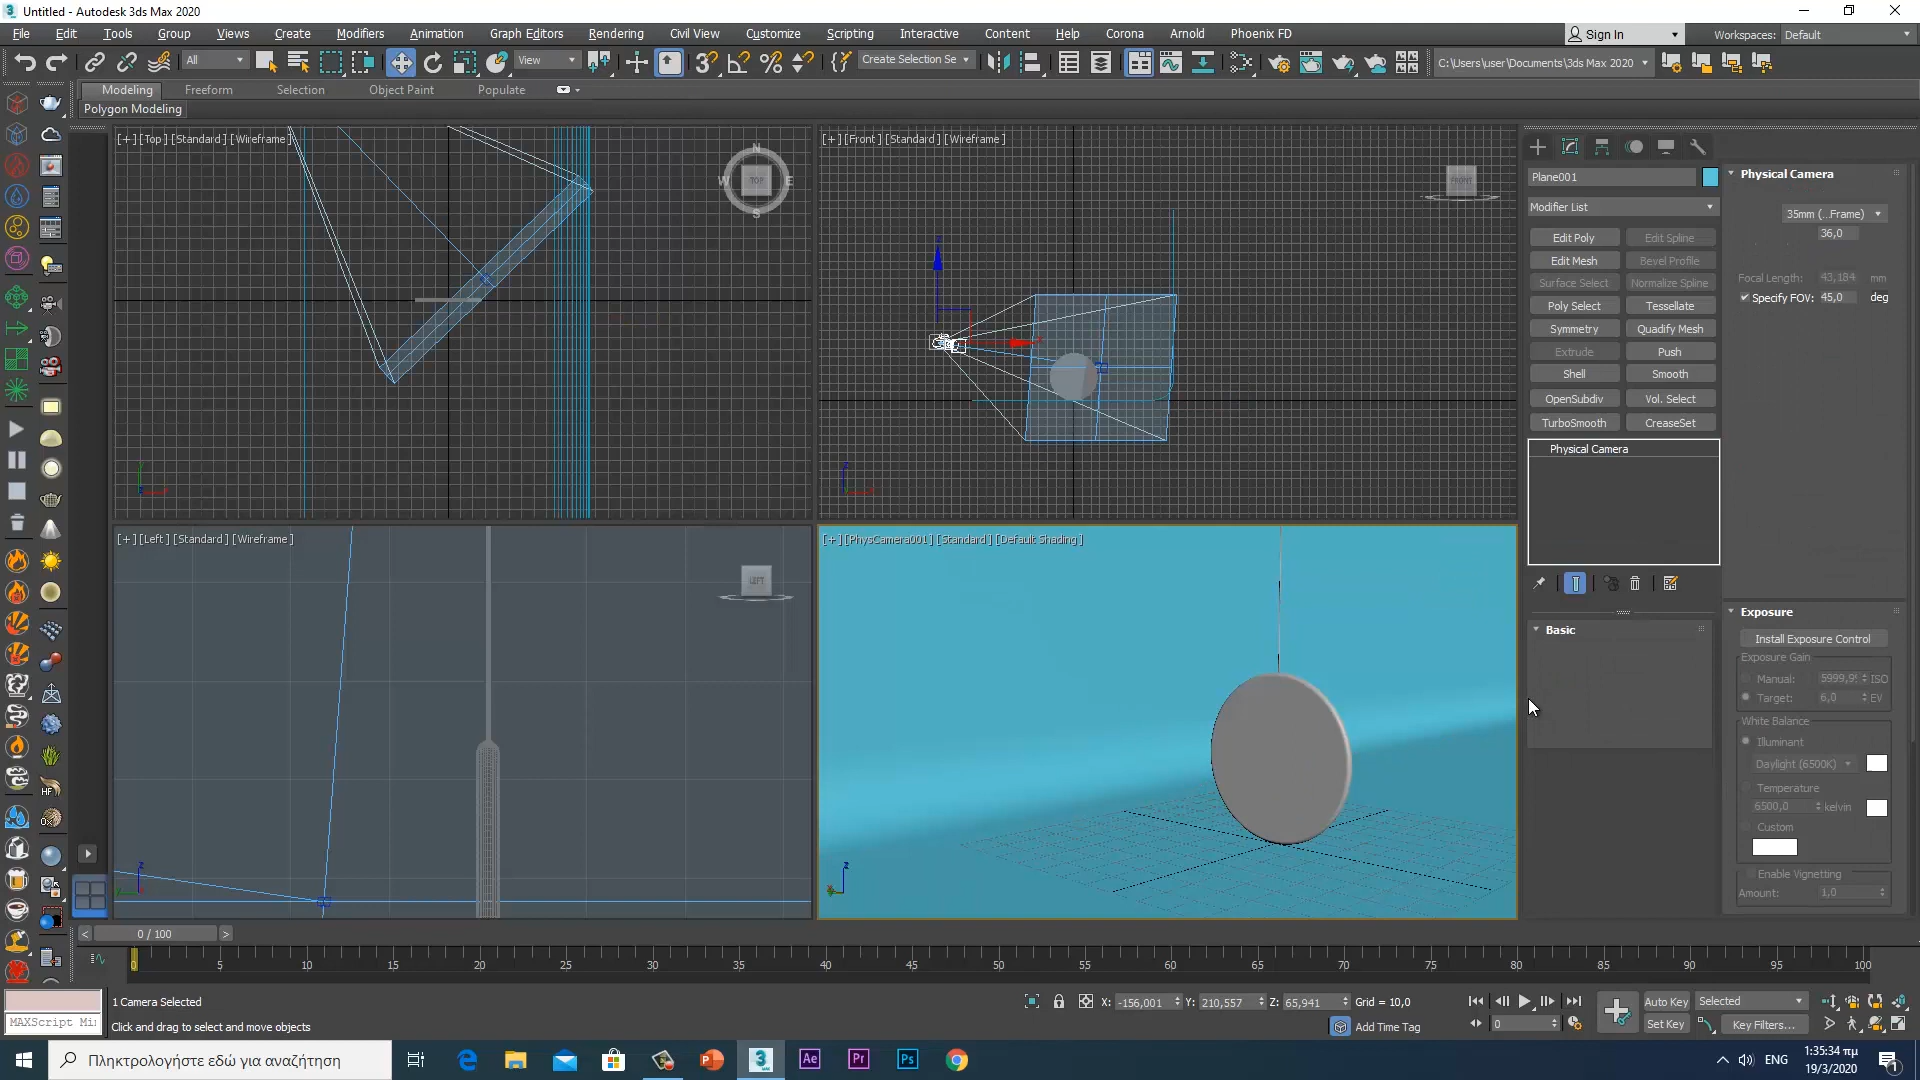 Untitled - Autodesk 3ds Max 2020
File Edit Tools Group Views Create Modifiers Animation Graph Editors Rendering Civil View Customize Scripting Interactive Content Help Corona Arnold Phoenix FD
Sign In
Workspaces: Default
All
View
Create Selection Se
C:\Users\user\Documents\3ds Max 2020
Modeling Freeform Selection Object Paint Populate
Polygon Modeling
[+] [Top] [Standard] [Wireframe]
N
W TOP E
S
[+] [Front] [Standard] [Wireframe]
FRONT
[+] [Left] [Standard] [Wireframe]
LEFT
[+] [PhysCamera001] [Standard] [Default Shading]
Plane001
Modifier List
Edit Poly Edit Spline
Edit Mesh Bevel Profile
Surface Select Normalize Spline
Poly Select Tessellate
Symmetry Quadify Mesh
Extrude Push
Shell Smooth
OpenSubdiv Vol. Select
TurboSmooth CreaseSet
Physical Camera
Basic
Physical Camera
35mm (...Frame)
36,0
Focal Length: 43,184 mm
Specify FOV: 45,0 deg
Exposure
Install Exposure Control
Exposure Gain
Manual: ISO
Target: 6,0 EV
White Balance
Illuminant
Daylight (6500K)
Temperature
6500,0 kelvin
Custom
Enable Vignetting
Amount: 1,0
< 0 / 100 >
0 5 10 15 20 25 30 35 40 45 50 55 60 65 70 75 80 85 90 95 100
1 Camera Selected
X: -156,001 Y: 210,557 Z: 65,941 Grid = 10,0
Auto Key Selected
MAXScript Mi
Click and drag to select and move objects
Add Time Tag
0
Set Key Key Filters...
Πληκτρολογήστε εδώ για αναζήτηση
Ae Pr Ps
ENG
1:35:34 πμ
19/3/2020